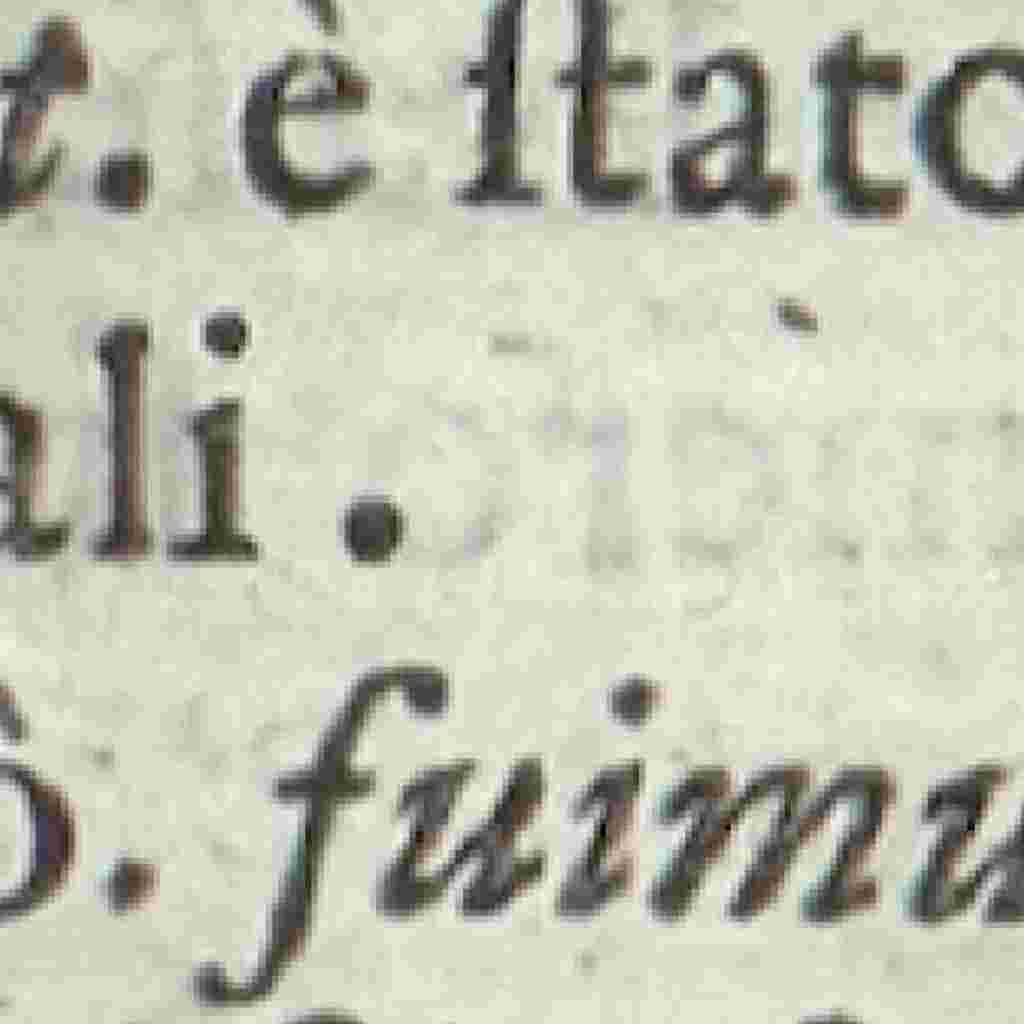 t. è ſtato
ali.
ò. fuimu